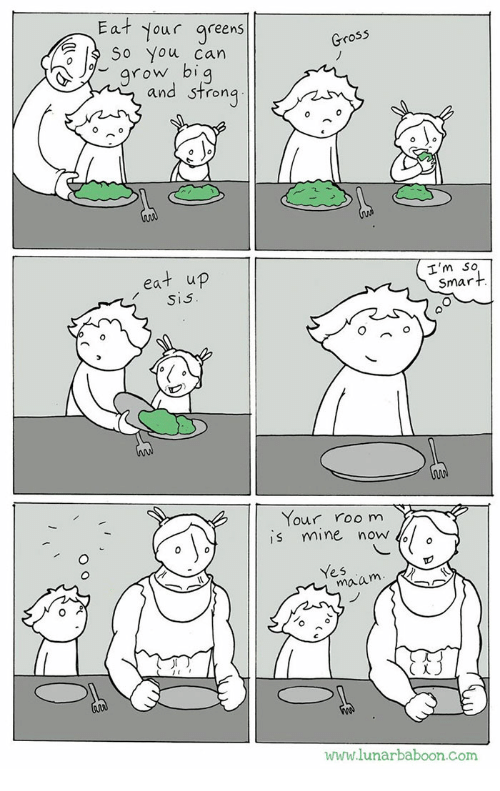 Eat your greens
so you can
grow big
and strong.
Gross
eat up
sis.
I'm so
smart.
Your room
is mine now
Yes
ma'am.
www.lunarbaboon.com